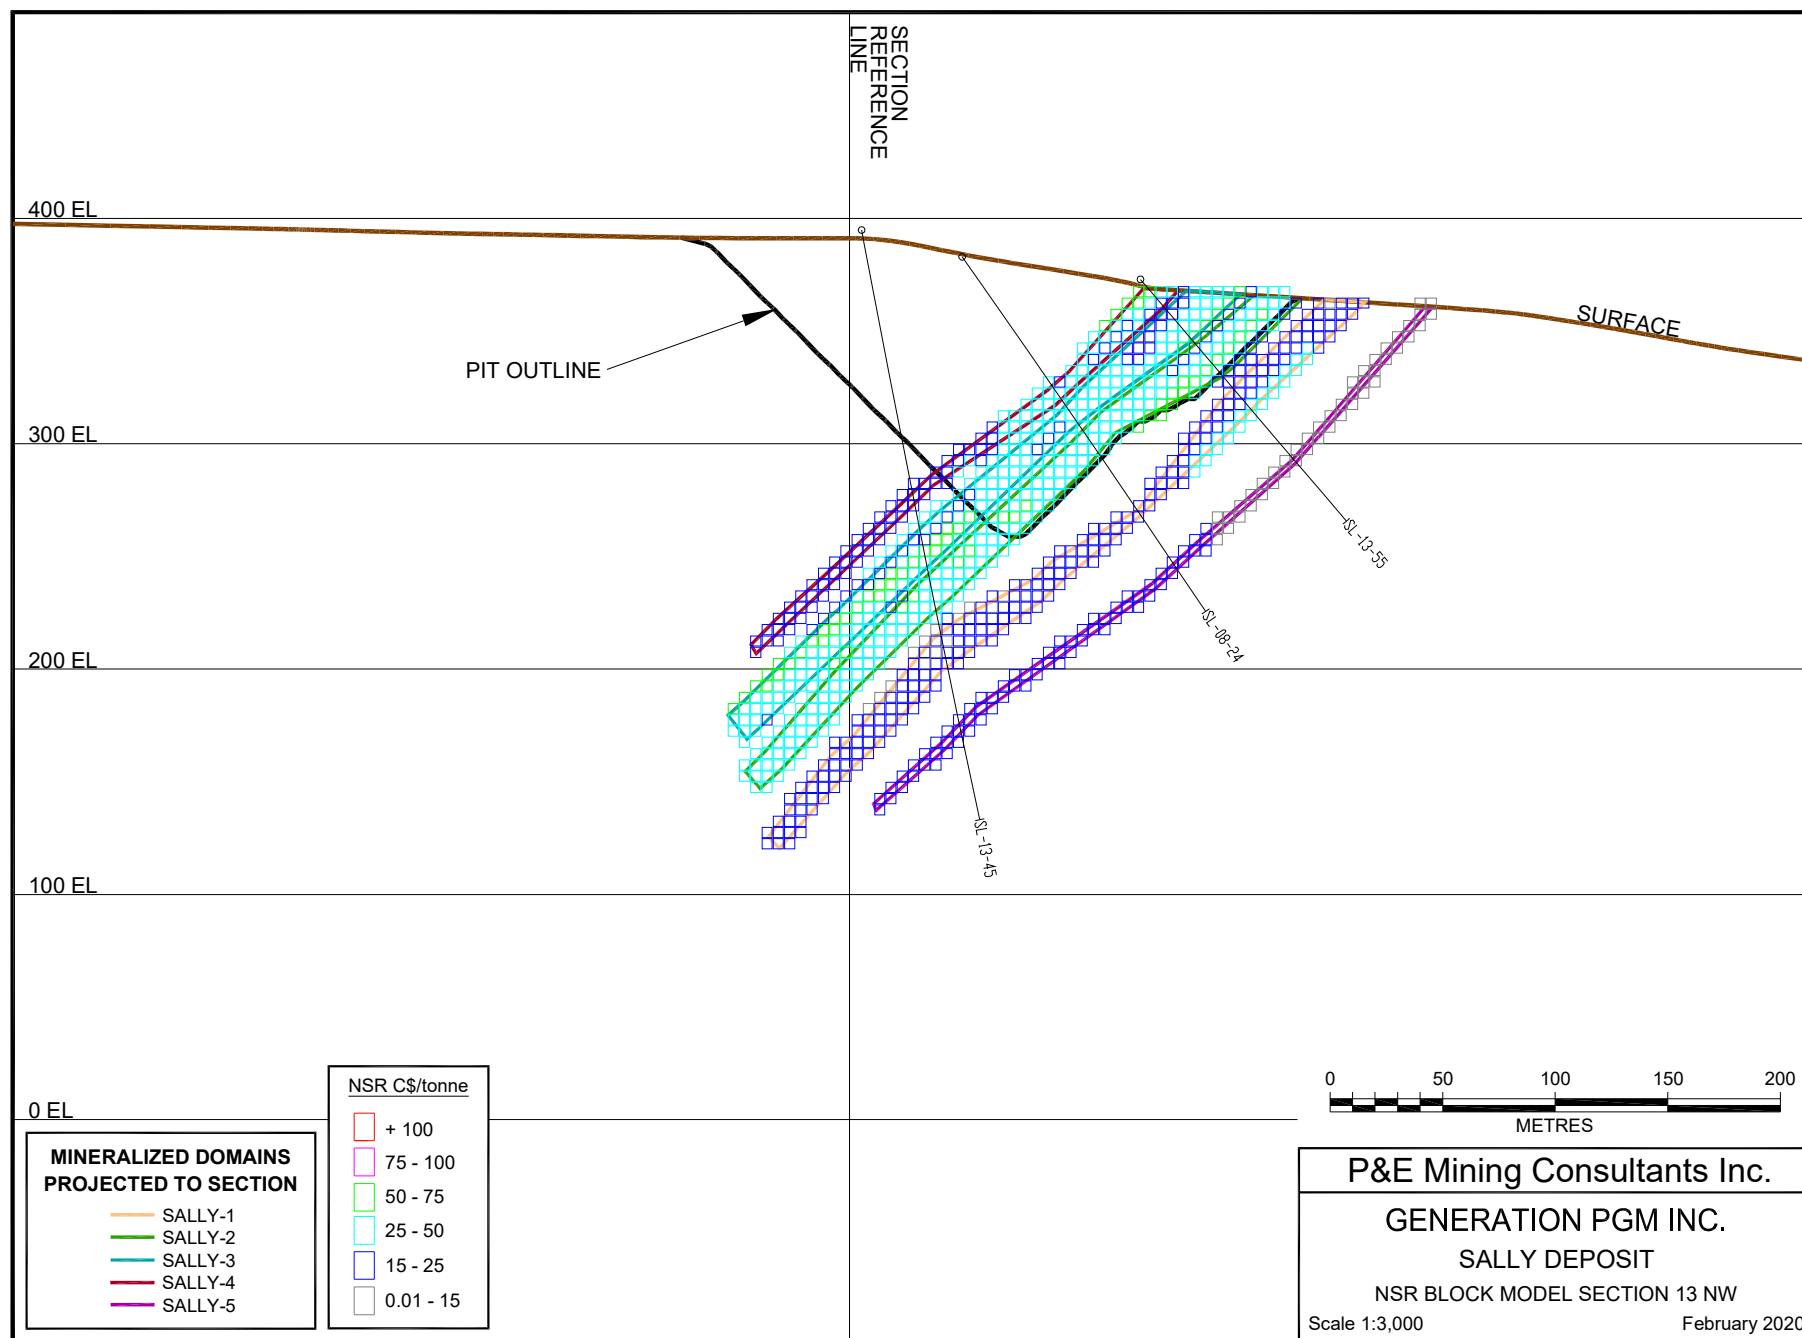 SECTION
REFERENCE
LINE
400 EL
SURFACE
PIT OUTLINE
300 EL
SL-13-55
SL-08-24
200 EL
SL-13-45
100 EL
0 EL
MINERALIZED DOMAINS
PROJECTED TO SECTION
SALLY-1
SALLY-2
SALLY-3
SALLY-4
SALLY-5
NSR C$/tonne
+ 100
75 - 100
50 - 75
25 - 50
15 - 25
0.01 - 15
0 50 100 150 200
METRES
P&E Mining Consultants Inc.
GENERATION PGM INC.
SALLY DEPOSIT
NSR BLOCK MODEL SECTION 13 NW
Scale 1:3,000 February 2020